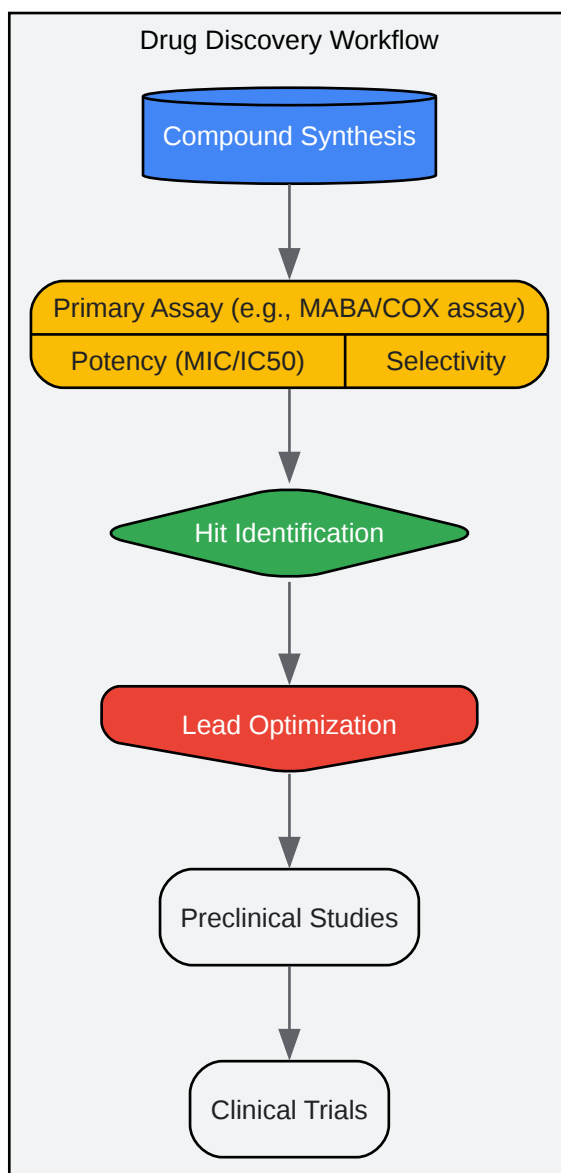 Drug Discovery Workflow
Compound Synthesis
Primary Assay (e.g., MABA/COX assay)
Potency (MIC/IC50)
Selectivity
Hit Identification
Lead Optimization
Preclinical Studies
Clinical Trials